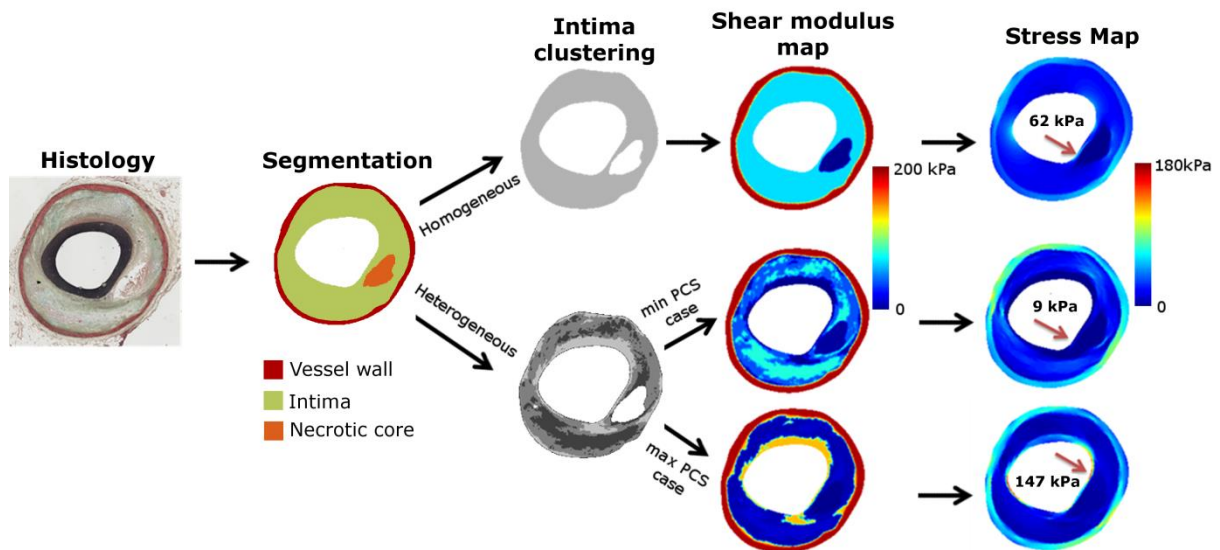 Intima
clustering
Shear modulus
map
Stress Map
Histology
Segmentation
Homogeneous
Heterogeneous
62 kPa
200 kPa
0
180kPa
0
min PCS
case
9 kPa
Vessel wall
Intima
Necrotic core
max PCS
case
147 kPa